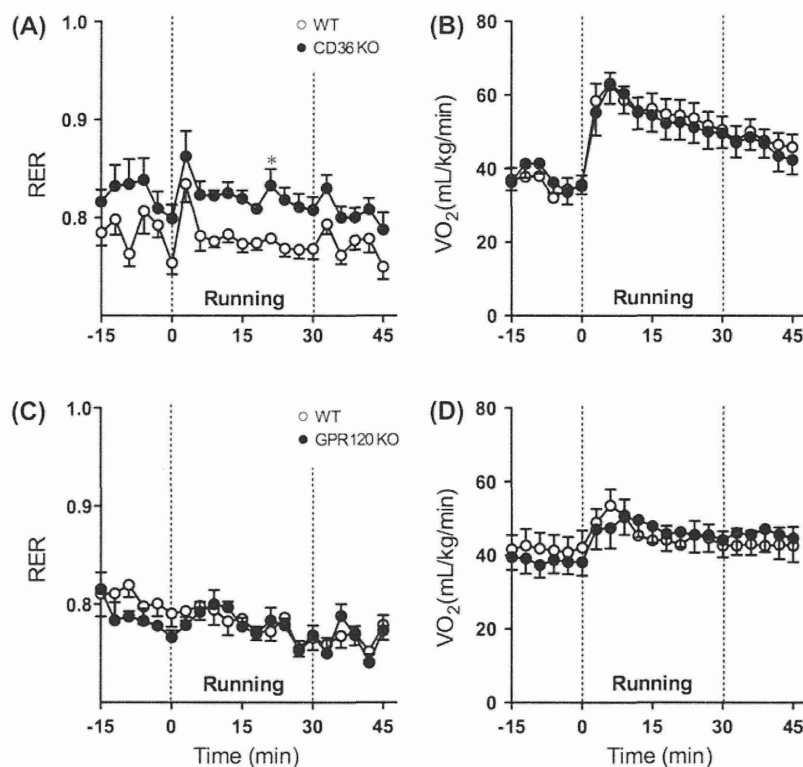 (A)
1.0
0.9
0.8
RER
WT
CD36 KO
*
Running
-15 0 15 30 45
(B)
80
60
40
20
0
VO2(mL/kg/min)
Running
-15 0 15 30 45
(C)
1.0
0.9
0.8
RER
WT
GPR120 KO
Running
-15 0 15 30 45
Time (min)
(D)
80
60
40
20
0
VO2(mL/kg/min)
Running
-15 0 15 30 45
Time (min)